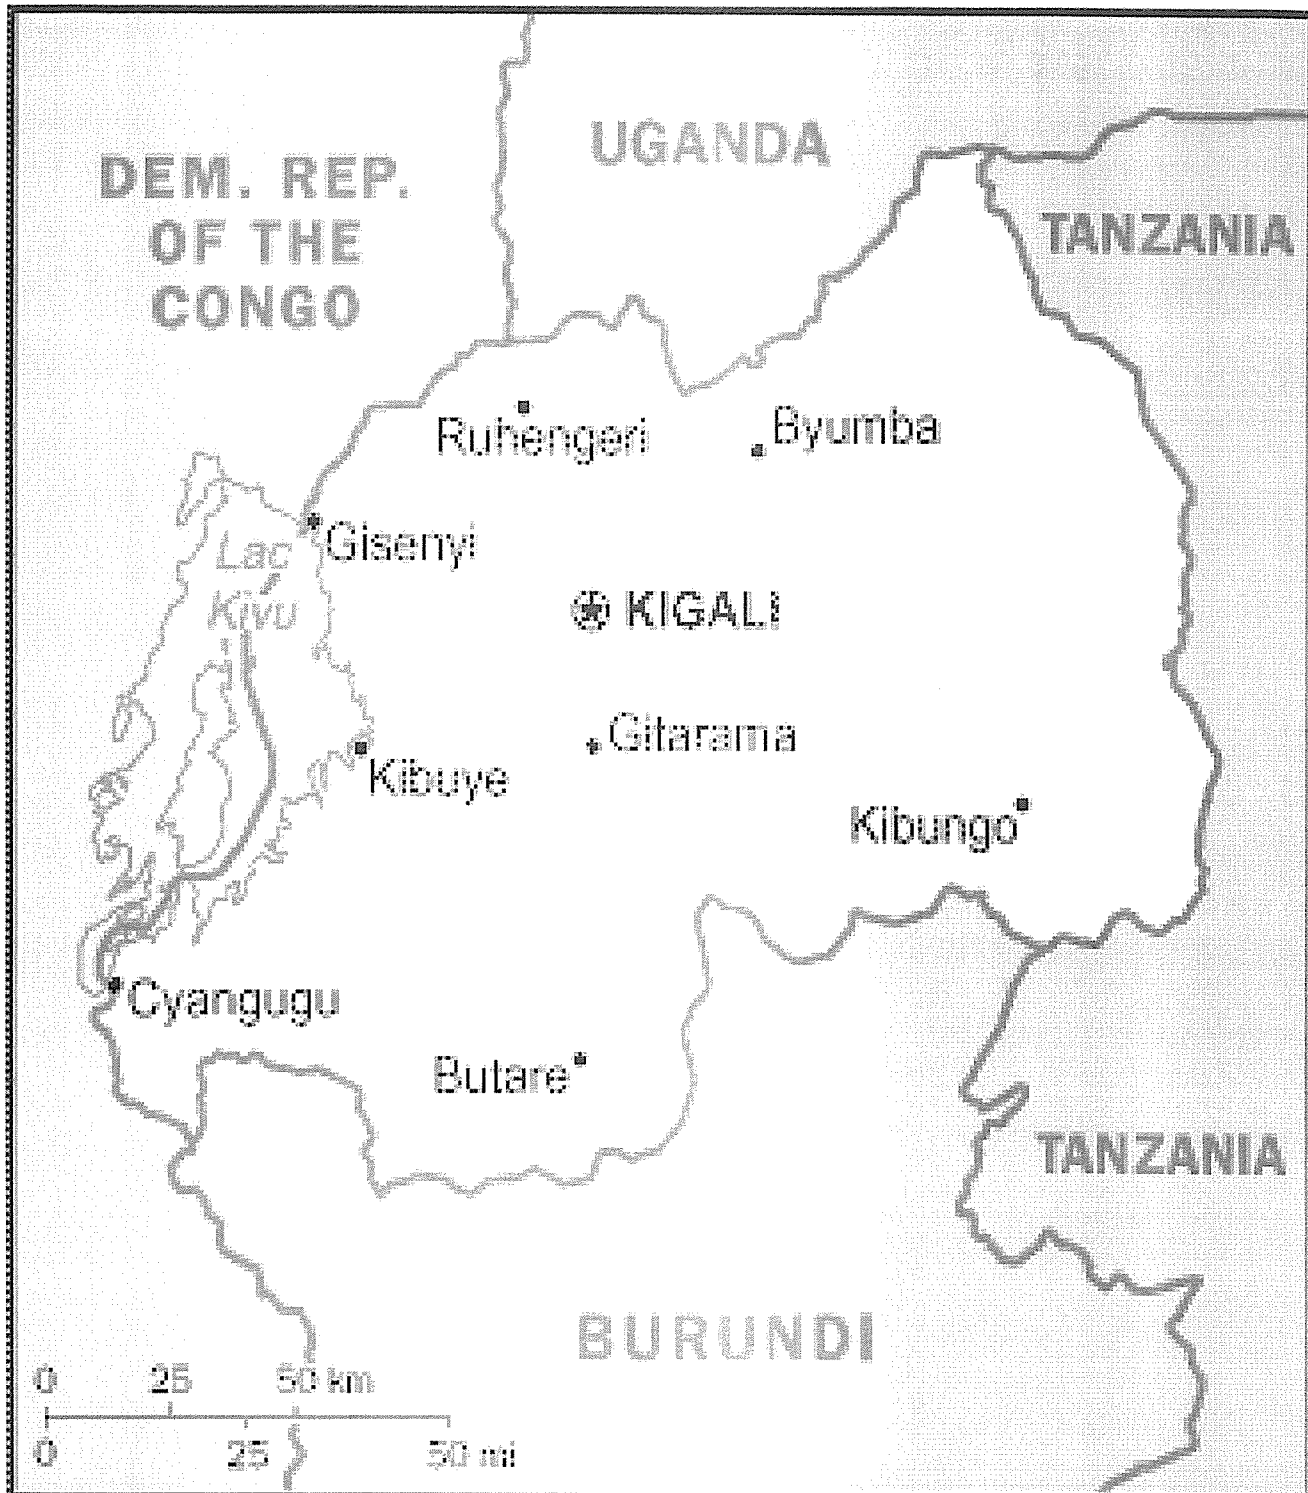 UGANDA
DEM. REP.
OF THE
CONGO
TANZANIA
Ruhengeri
Byumba
Lac
Kivu
Gisenyi
KIGALI
Gitarama
Kibuye
Kibungo
Cyangugu
Butare
TANZANIA
BURUNDI
0 25 50 km
0 25 50 mi